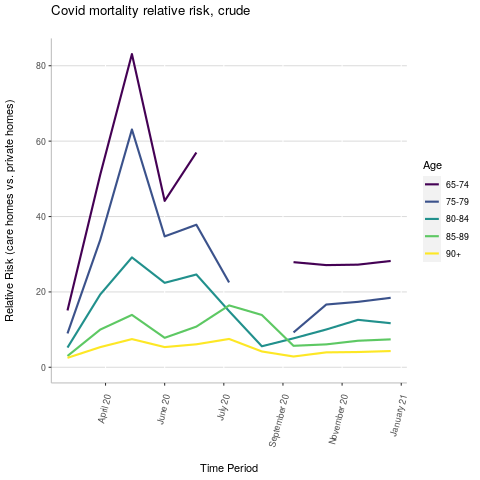 Covid mortality relative risk, crude
Relative Risk (care homes vs. private homes)
80
60
40
20
0
April 20
June 20
July 20
September 20
November 20
January 21
Time Period
Age
65-74
75-79
80-84
85-89
90+